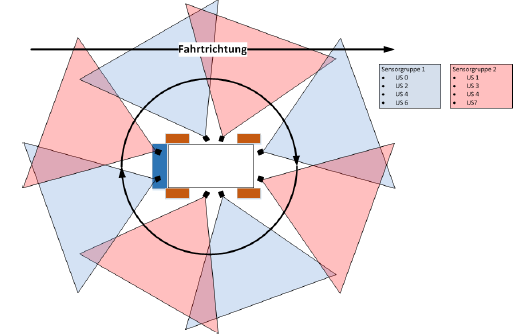 Fahrtrichtung
Sensorgruppe 1
• US 0
• US 2
• US 4
• US 6
Sensorgruppe 2
• US 1
• US 3
• US 4
• US7